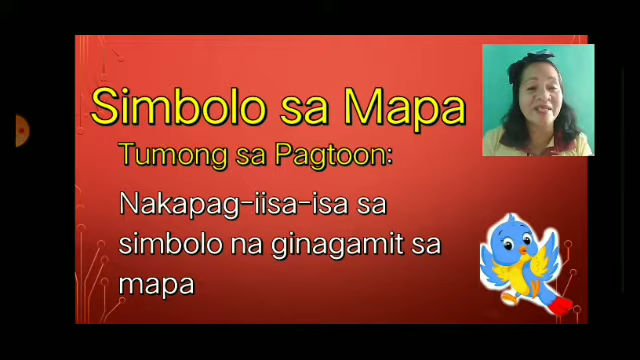 Simbolo sa Mapa
Tumong sa Pagtoon:
Nakapag-iisa-isa sa
simbolo na ginagamit sa
mapa